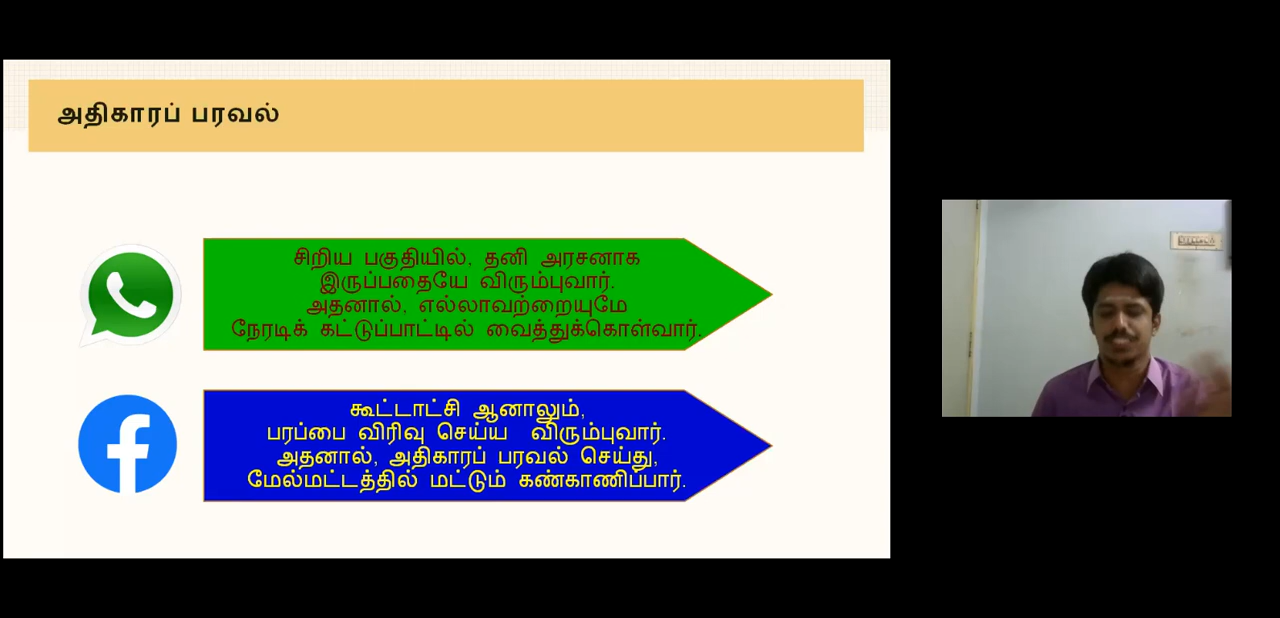 அதிகாரப் பரவல்
சிறிய பகுதியில், தனி அரசனாக
இருப்பதையே விரும்புவார்.
அதனால், எல்லாவற்றையுமே
நேரடிக் கட்டுப்பாட்டில் வைத்துக்கொள்வார்.
கூட்டாட்சி ஆனாலும்,
பரப்பை விரிவு செய்ய விரும்புவார்.
அதனால், அதிகாரப் பரவல் செய்து,
மேல்மட்டத்தில் மட்டும் கண்காணிப்பார்.